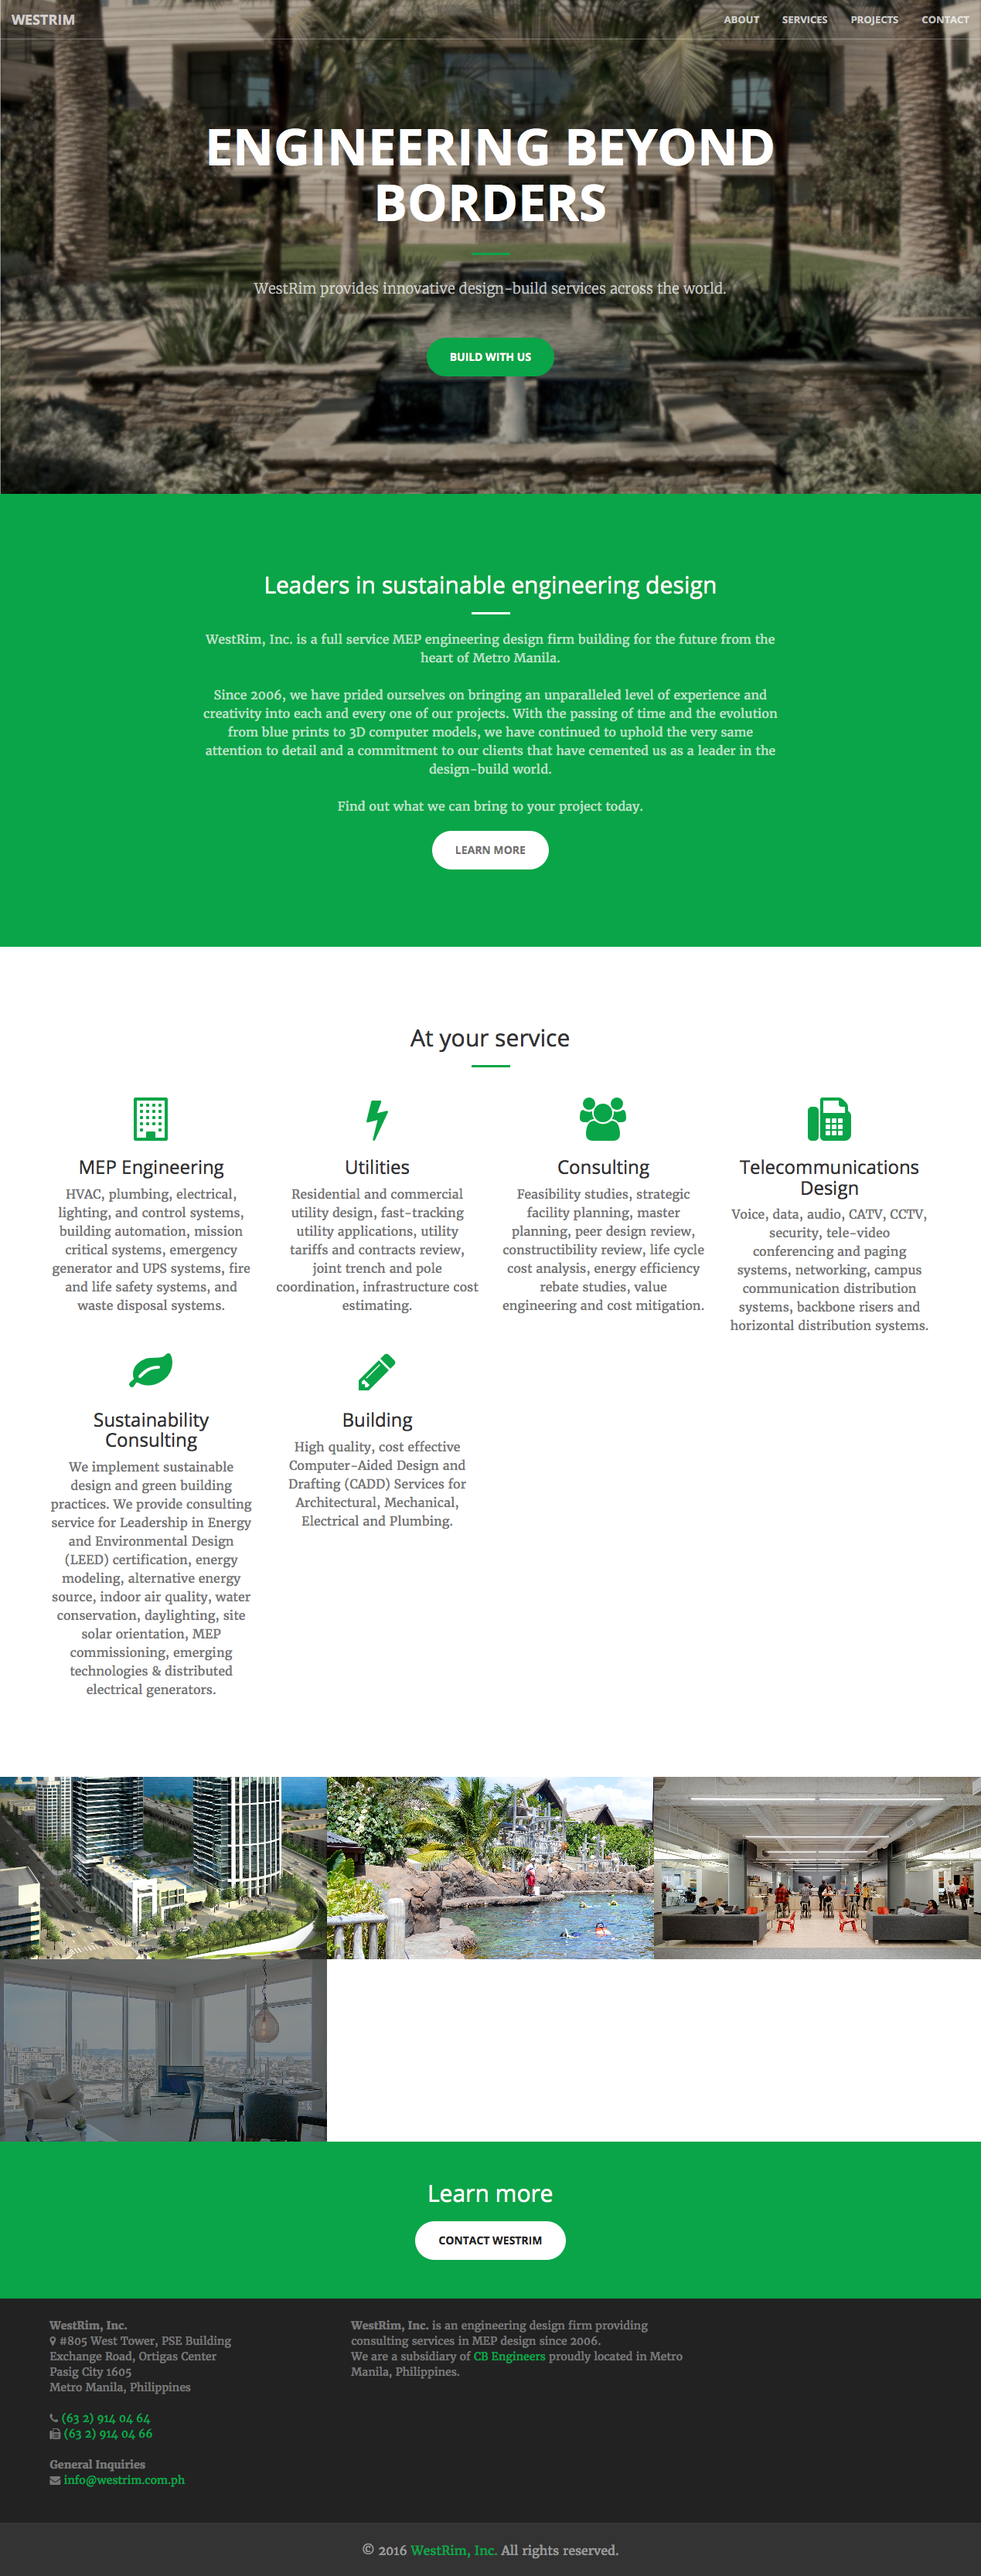 WESTRIM
ABOUT SERVICES PROJECTS CONTACT
ENGINEERING BEYOND
BORDERS
WestRim provides innovative design-build services across the world.
BUILD WITH US
Leaders in sustainable engineering design
WestRim, Inc. is a full service MEP engineering design firm building for the future from the
heart of Metro Manila.
Since 2006, we have prided ourselves on bringing an unparalleled level of experience and
creativity into each and every one of our projects. With the passing of time and the evolution
from blue prints to 3D computer models, we have continued to uphold the very same
attention to detail and a commitment to our clients that have cemented us as a leader in the
design-build world.
Find out what we can bring to your project today.
LEARN MORE
At your service
MEP Engineering
HVAC, plumbing, electrical,
lighting, and control systems,
building automation, mission
critical systems, emergency
generator and UPS systems, fire
and life safety systems, and
waste disposal systems.
Utilities
Residential and commercial
utility design, fast-tracking
utility applications, utility
tariffs and contracts review,
joint trench and pole
coordination, infrastructure cost
estimating.
Consulting
Feasibility studies, strategic
facility planning, master
planning, peer design review,
constructibility review, life cycle
cost analysis, energy efficiency
rebate studies, value
engineering and cost mitigation.
Telecommunications
Design
Voice, data, audio, CATV, CCTV,
security, tele-video
conferencing and paging
systems, networking, campus
communication distribution
systems, backbone risers and
horizontal distribution systems.
Sustainability
Consulting
We implement sustainable
design and green building
practices. We provide consulting
service for Leadership in Energy
and Environmental Design
(LEED) certification, energy
modeling, alternative energy
source, indoor air quality, water
conservation, daylighting, site
solar orientation, MEP
commissioning, emerging
technologies & distributed
electrical generators.
Building
High quality, cost effective
Computer-Aided Design and
Drafting (CADD) Services for
Architectural, Mechanical,
Electrical and Plumbing.
Learn more
CONTACT WESTRIM
WestRim, Inc.
#805 West Tower, PSE Building
Exchange Road, Ortigas Center
Pasig City 1605
Metro Manila, Philippines
(63 2) 914 04 64
(63 2) 914 04 66
General Inquiries
info@westrim.com.ph
WestRim, Inc. is an engineering design firm providing
consulting services in MEP design since 2006.
We are a subsidiary of CB Engineers proudly located in Metro
Manila, Philippines.
© 2016 WestRim, Inc. All rights reserved.